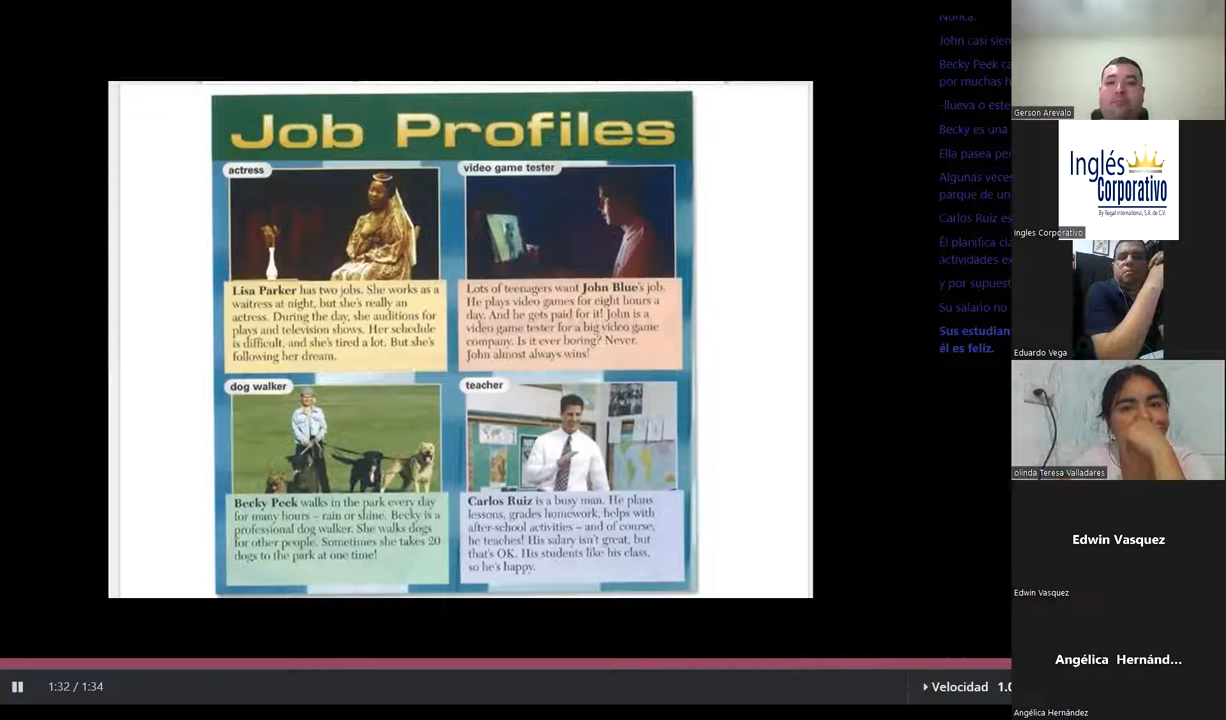 Job Profiles
actress
Lisa Parker has two jobs. She works as a
waitress at night, but she's really an
actress. During the day, she auditions for
plays and television shows. Her schedule
is difficult, and she's tired a lot. But she's
following her dream.
video game tester
Lots of teenagers want John Blue's job.
He plays video games for eight hours a
day. And he gets paid for it! John is a
video game tester for a big video game
company. Is it ever boring? Never.
John almost always wins!
dog walker
Becky Peck walks in the park every day
for many hours – rain or shine. Becky is a
professional dog walker. She walks dogs
for other people. Sometimes she takes 20
dogs to the park at one time!
teacher
Carlos Ruiz is a busy man. He plans
lessons, grades homework, helps with
after-school activities – and of course,
he teaches! His salary isn't great, but
that's OK. His students like his class,
so he's happy.
Nunca.
John casi siem
Becky Peek ca
por muchas h
-llueva o este
Becky es una
Ella pasea per
Algunas veces
parque de un
Carlos Ruiz es
Él planifica cla
actividades ex
y por supuest
Su salario no
Sus estudian
él es feliz.
1:32 / 1:34
Velocidad 1.0
Gerson Arevalo
Inglés
Corporativo
By Regal International, S.A. de C.V.
Ingles Corporativo
Eduardo Vega
olinda Teresa Valladares
Edwin Vasquez
Edwin Vasquez
Angélica Hernánd...
Angélica Hernández